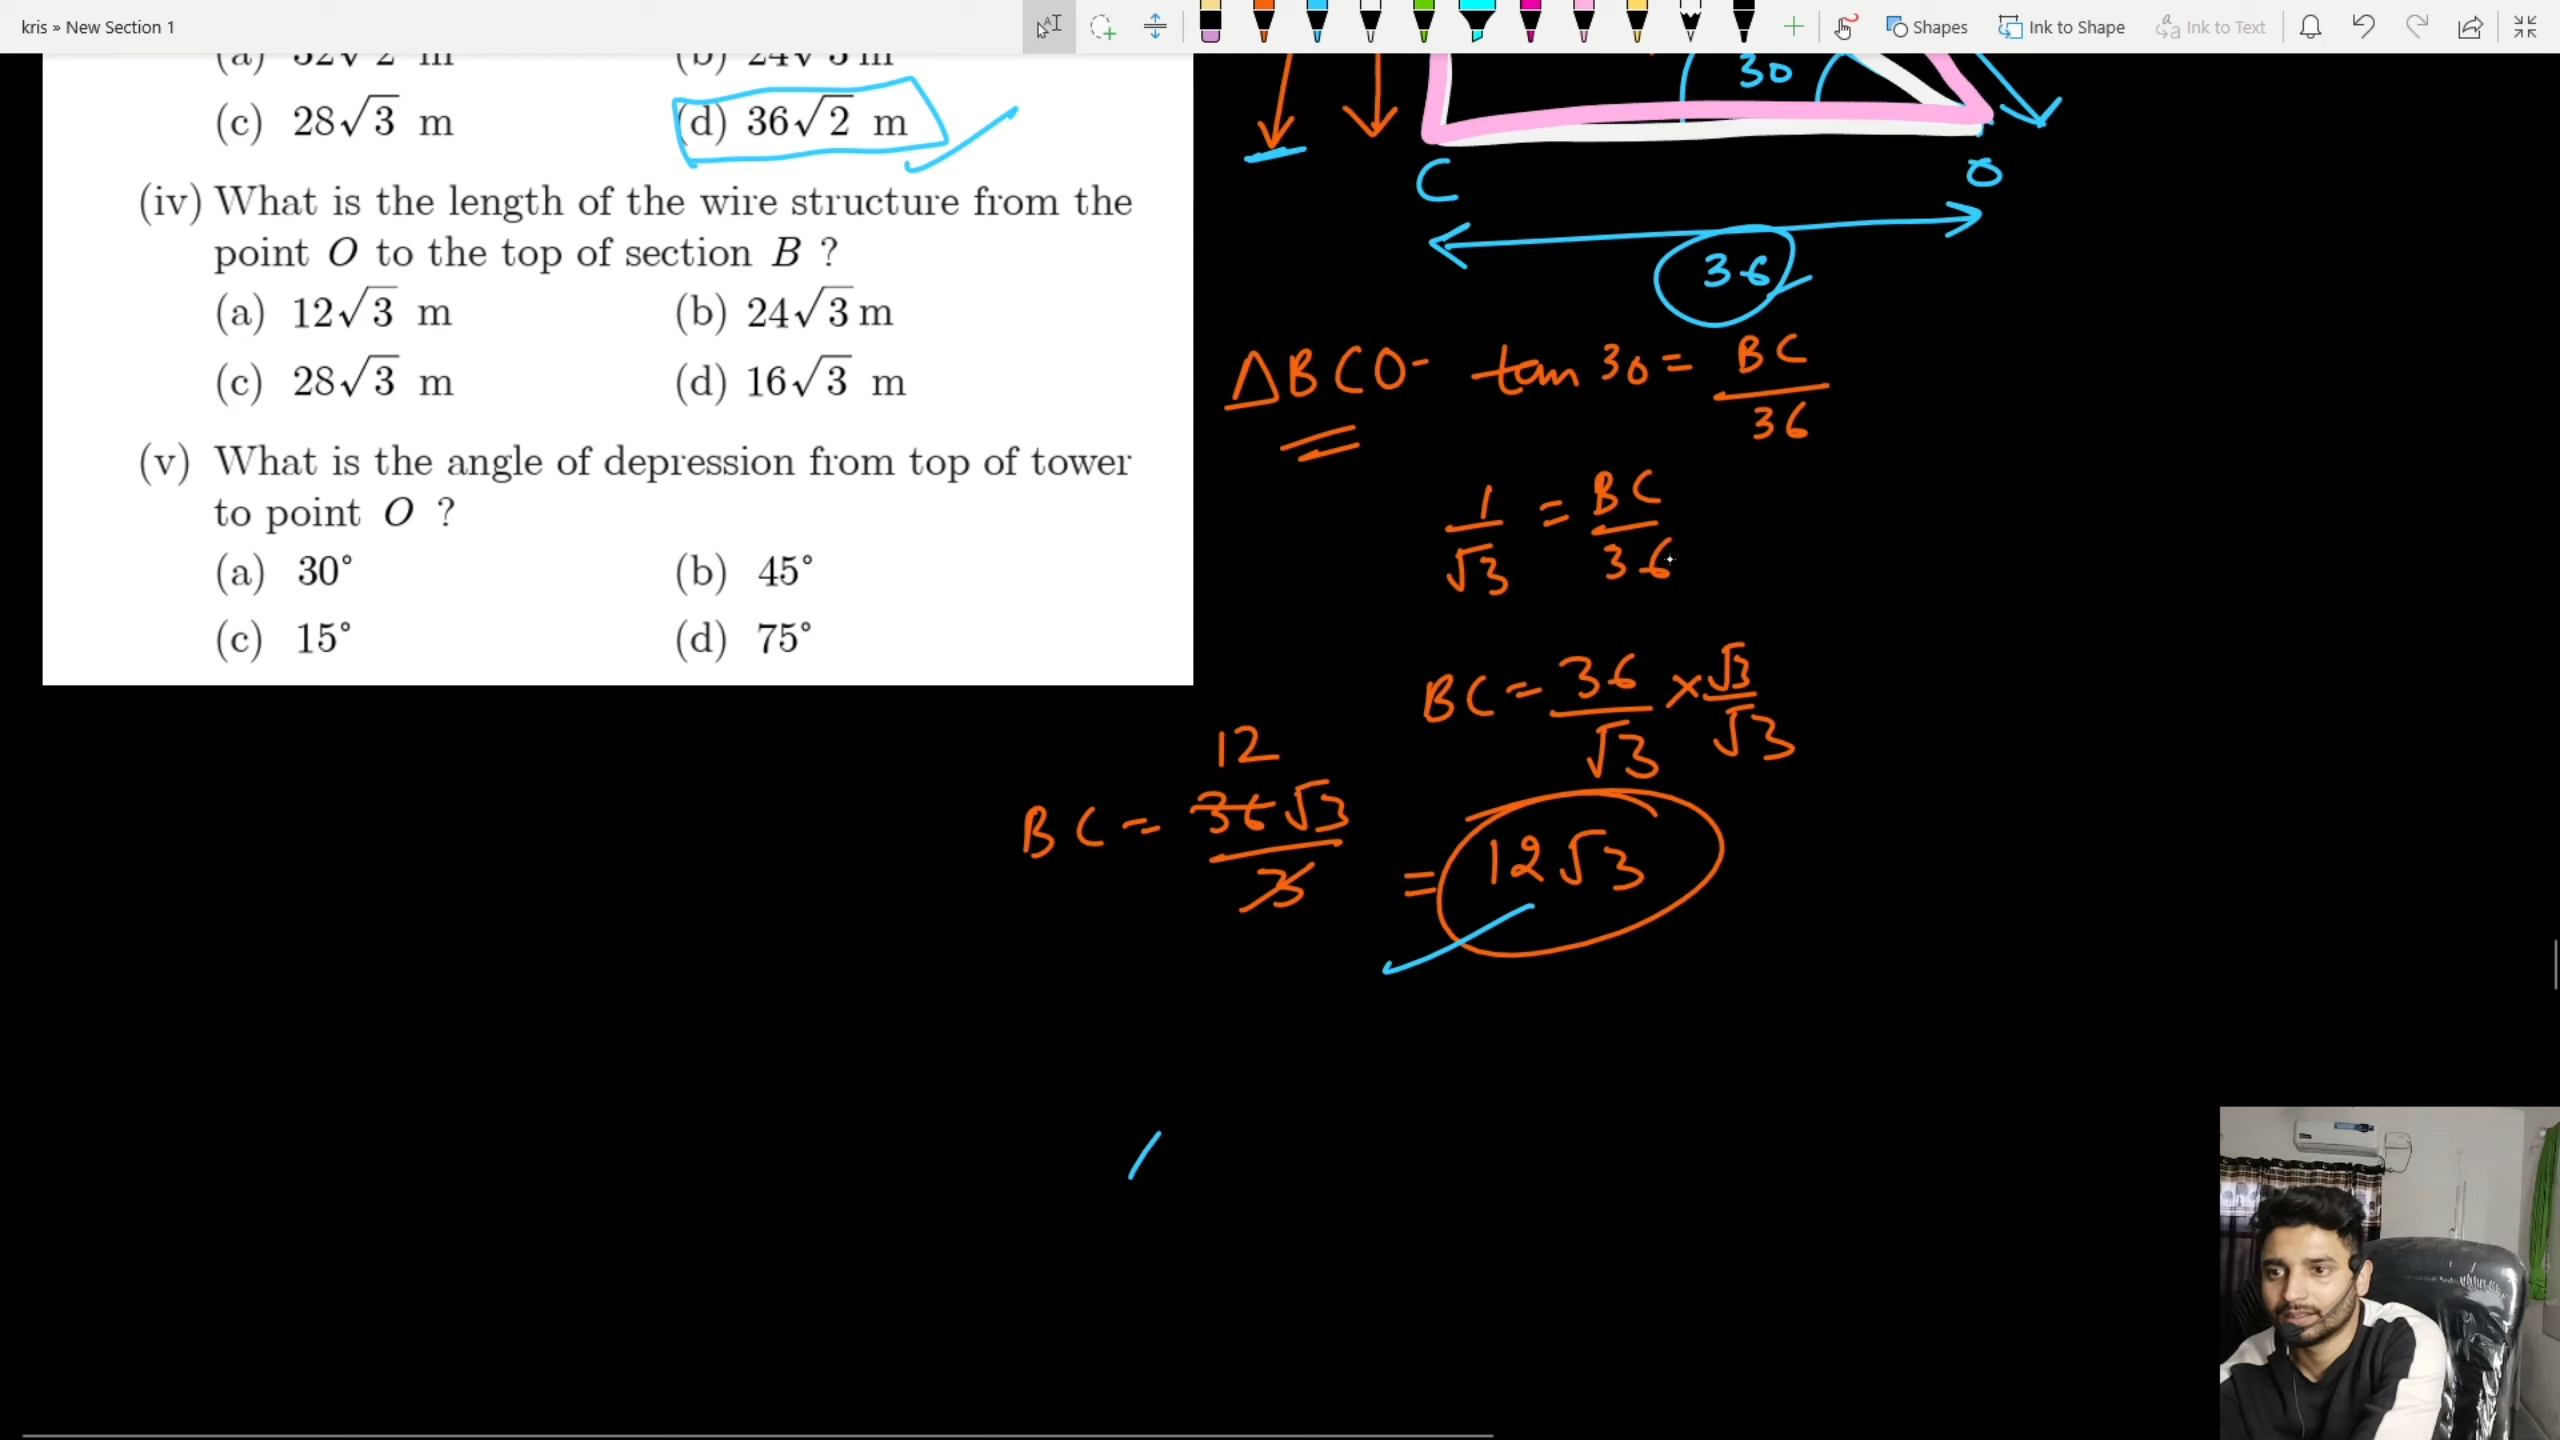 kris » New Section 1
Shapes
Ink to Shape
Ink to Text
(a) 32√2 m (b) 24√3 m
(c) 28√3 m (d) 36√2 m
(iv) What is the length of the wire structure from the
point O to the top of section B ?
(a) 12√3 m (b) 24√3 m
(c) 28√3 m (d) 16√3 m
(v) What is the angle of depression from top of tower
to point O ?
(a) 30° (b) 45°
(c) 15° (d) 75°
30
C O
36
ΔBCO- tan 30 = BC/36
1/√3 = BC/36
BC = 36/√3 × √3/√3
12
BC = 36√3/3 = 12√3